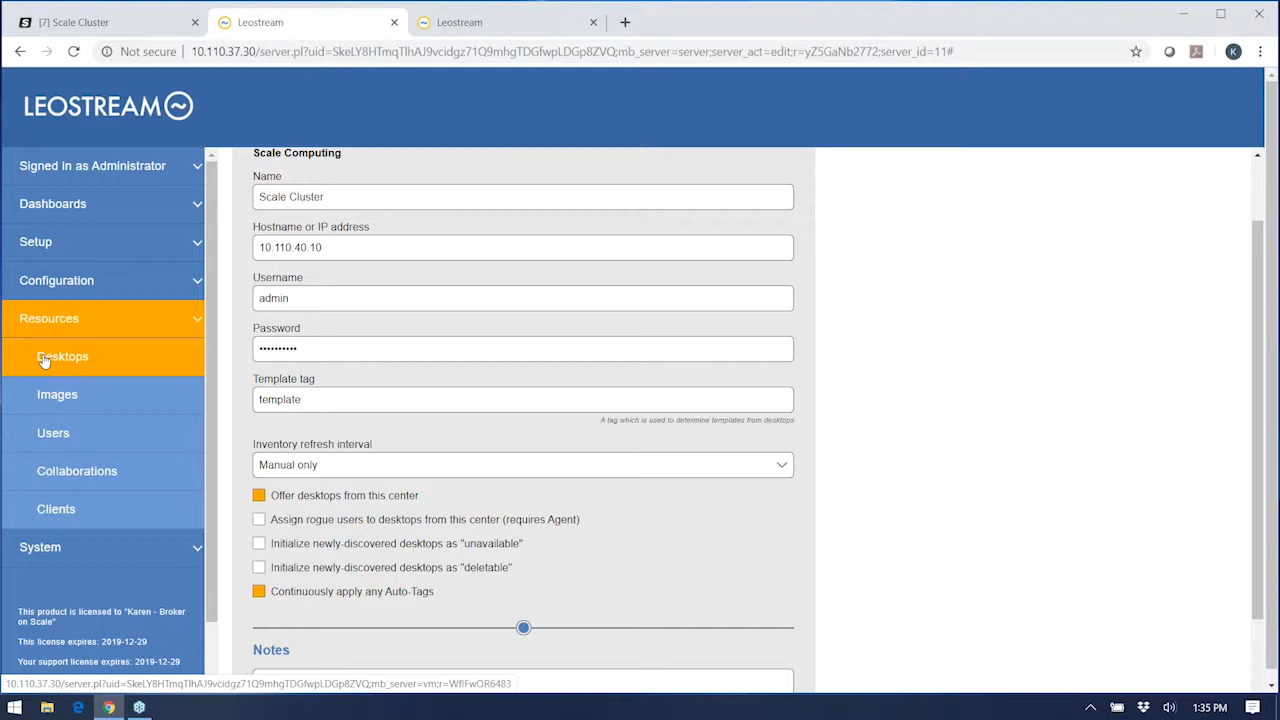 [7] Scale Cluster
Leostream
Leostream
Not secure
10.110.37.30/server.pl?uid=SkeLY8HTmqTlhAJ9vcidgz71Q9mhgTDGfwpLDGp8ZVQ;mb_server=server;server_act=edit;r=yZ5GaNb2772;server_id=11#
K
LEOSTREAM
Signed in as Administrator
Dashboards
Setup
Configuration
Resources
Desktops
Images
Users
Collaborations
Clients
System
This product is licensed to "Karen - Broker
on Scale"
This license expires: 2019-12-29
Your support license expires: 2019-12-29
Scale Computing
Name
Scale Cluster
Hostname or IP address
10.110.40.10
Username
admin
Password
••••••••••
Template tag
template
A tag which is used to determine templates from desktops
Inventory refresh interval
Manual only
Offer desktops from this center
Assign rogue users to desktops from this center (requires Agent)
Initialize newly-discovered desktops as "unavailable"
Initialize newly-discovered desktops as "deletable"
Continuously apply any Auto-Tags
Notes
10.110.37.30/server.pl?uid=SkeLY8HTmqTlhAJ9vcidgz71Q9mhgTDGfwpLDGp8ZVQ;mb_server=vm;r=WflFwOR6483
1:35 PM